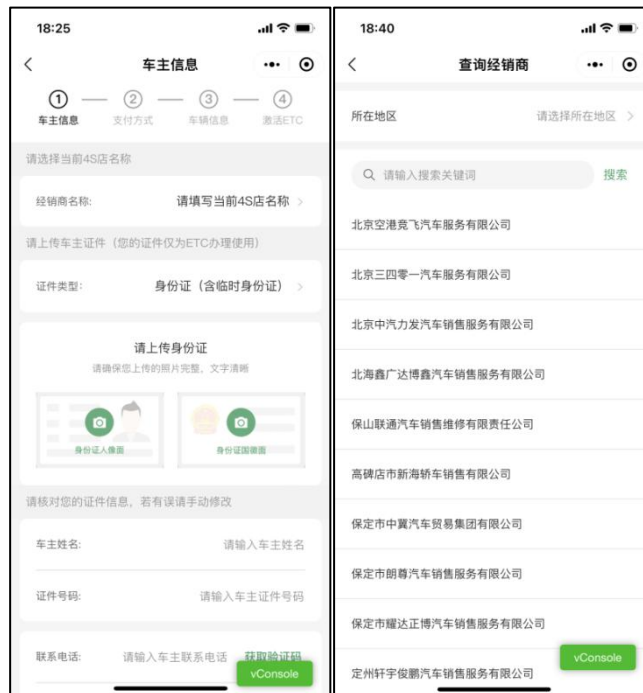 18:25
车主信息
1
2
3
4
车主信息
支付方式
车辆信息
激活ETC
请选择当前4S店名称
经销商名称:
请填写当前4S店名称
请上传车主证件（您的证件仅为ETC办理使用）
证件类型:
身份证（含临时身份证）
请上传身份证
请确保您上传的照片完整，文字清晰
身份证人像面
身份证国徽面
请核对您的证件信息，若有误请手动修改
车主姓名:
请输入车主姓名
证件号码:
请输入车主证件号码
联系电话:
请输入车主联系电话
获取验证码
vConsole
18:40
查询经销商
所在地区
请选择所在地区
请输入搜索关键词
搜索
北京空港竞飞汽车服务有限公司
北京三四零一汽车服务有限公司
北京中汽力发汽车销售服务有限公司
北海鑫广达博鑫汽车销售服务有限公司
保山联通汽车销售维修有限责任公司
高碑店市新海轿车销售有限公司
保定市中冀汽车贸易集团有限公司
保定市朗尊汽车销售服务有限公司
保定市耀达正博汽车销售服务有限公司
定州轩宇俊鹏汽车销售服务有限公司
vConsole